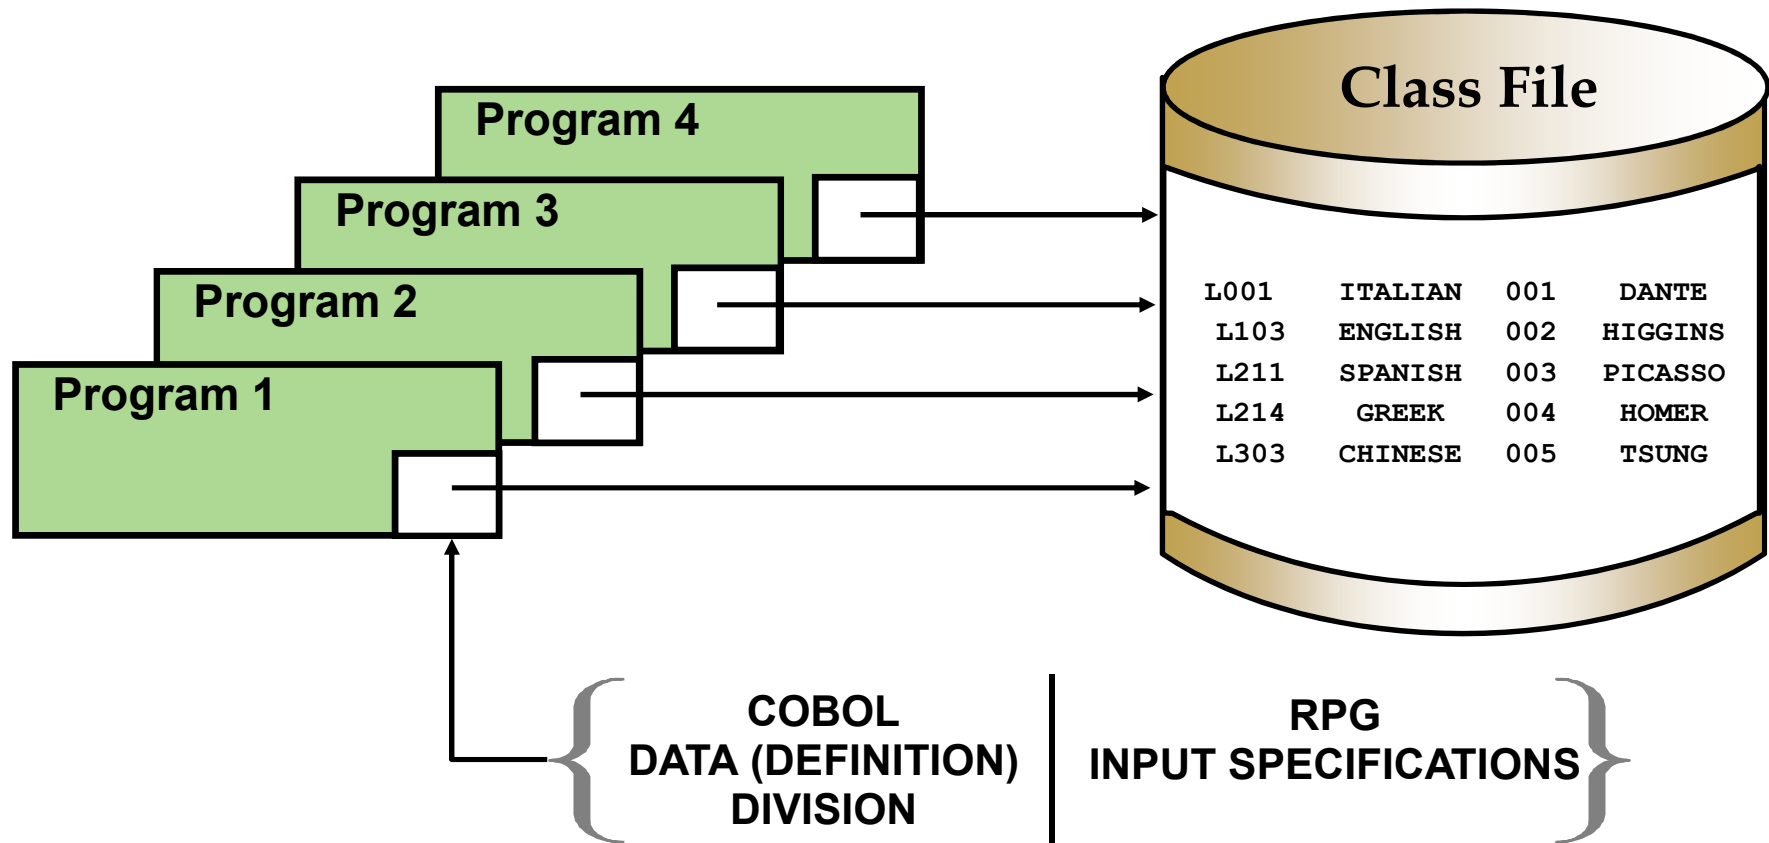 Class File
Program 4
Program 3
Program 2
Program 1
L001 ITALIAN 001 DANTE
L103 ENGLISH 002 HIGGINS
L211 SPANISH 003 PICASSO
L214 GREEK 004 HOMER
L303 CHINESE 005 TSUNG
COBOL
DATA (DEFINITION)
DIVISION
RPG
INPUT SPECIFICATIONS